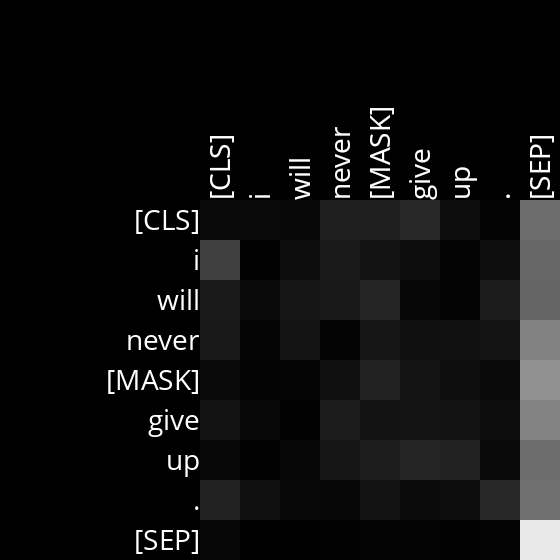 [CLS] i will never [MASK] give up . [SEP]
[CLS]
i
will
never
[MASK]
give
up
.
[SEP]